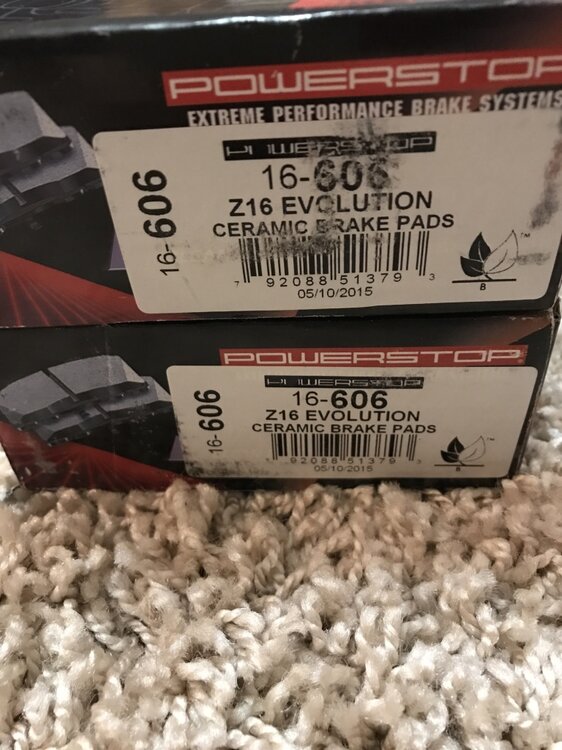 POWERSTOP
EXTREME PERFORMANCE BRAKE SYSTEMS
POWERSTOP
16-606
16-606
Z16 EVOLUTION
CERAMIC BRAKE PADS
7 92088 51379 3
05/10/2015
TM
B
POWERSTOP
POWERSTOP
16-606
16-606
Z16 EVOLUTION
CERAMIC BRAKE PADS
92088 51379 3
05/10/2015
TM
B